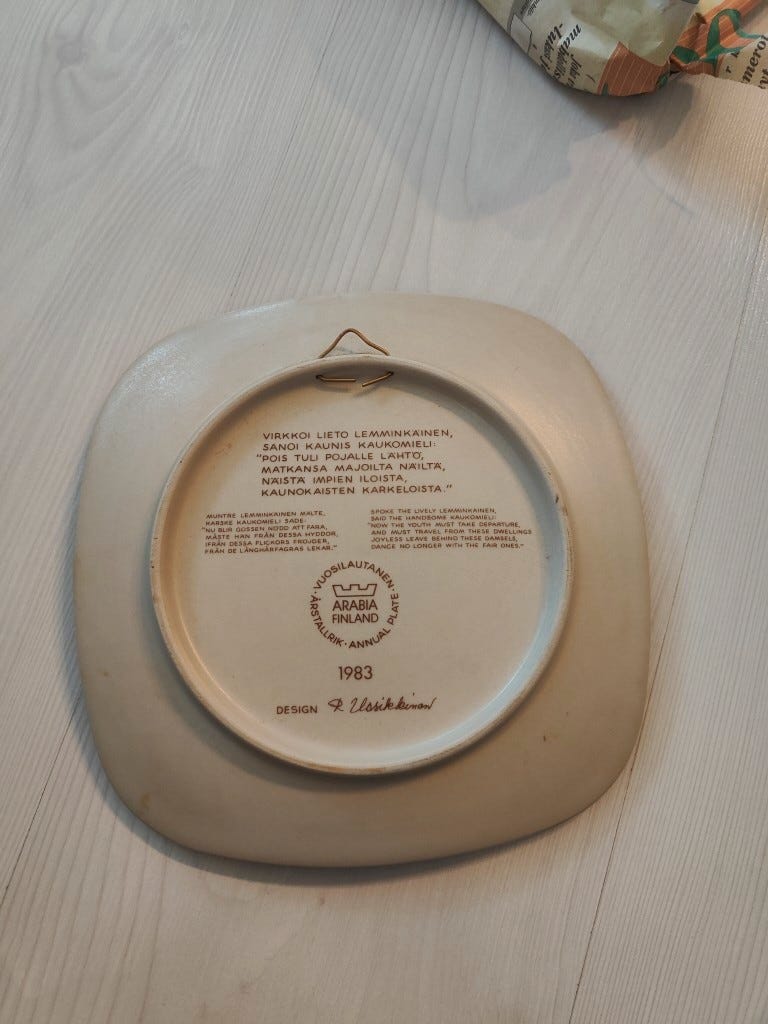 VIRKKOI LIETO LEMMINKÄINEN,
SANOI KAUNIS KAUKOMIELI:
"POIS TULI POJALLE LÄHTÖ,
MATKANSA MAJOILTA NÄILTÄ,
NÄISTÄ IMPIEN ILOISTA,
KAUNOKAISTEN KARKELOISTA."
MUNTRE LEMMINKÄINEN MÄLTE,
KARSKE KAUKOMIELI SADE:
"NU BLIR GOSSEN NÖDD ATT FARA,
MÅSTE HÄN FRÅN DESSA HYDDOR,
IFRÅN DESSA FLICKORS FRÖJDER,
FRÅN DE LÅNGHÅRFAGRAS LEKAR."
SPOKE THE LIVELY LEMMINKÄINEN,
SAID THE HANDSOME KAUKOMIELI:
"NOW THE YOUTH MUST TAKE DEPARTURE,
AND MUST TRAVEL FROM THESE DWELLINGS
JOYLESS LEAVE BEHIND THESE DAMSELS,
DANCE NO LONGER WITH THE FAIR ONES."
· VUOSILAUTANEN · ANNUAL PLATE · ÅRSTALLRIK
ARABIA
FINLAND
1983
DESIGN R. Uosikkinen